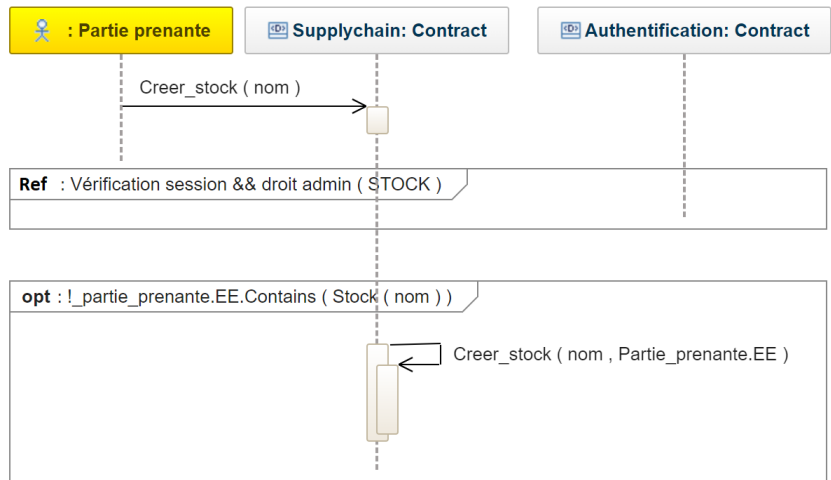 : Partie prenante
Supplychain: Contract
Authentification: Contract
Creer_stock ( nom )
Ref : Vérification session && droit admin ( STOCK )
opt : !_partie_prenante.EE.Contains ( Stock ( nom ) )
Creer_stock ( nom , Partie_prenante.EE )